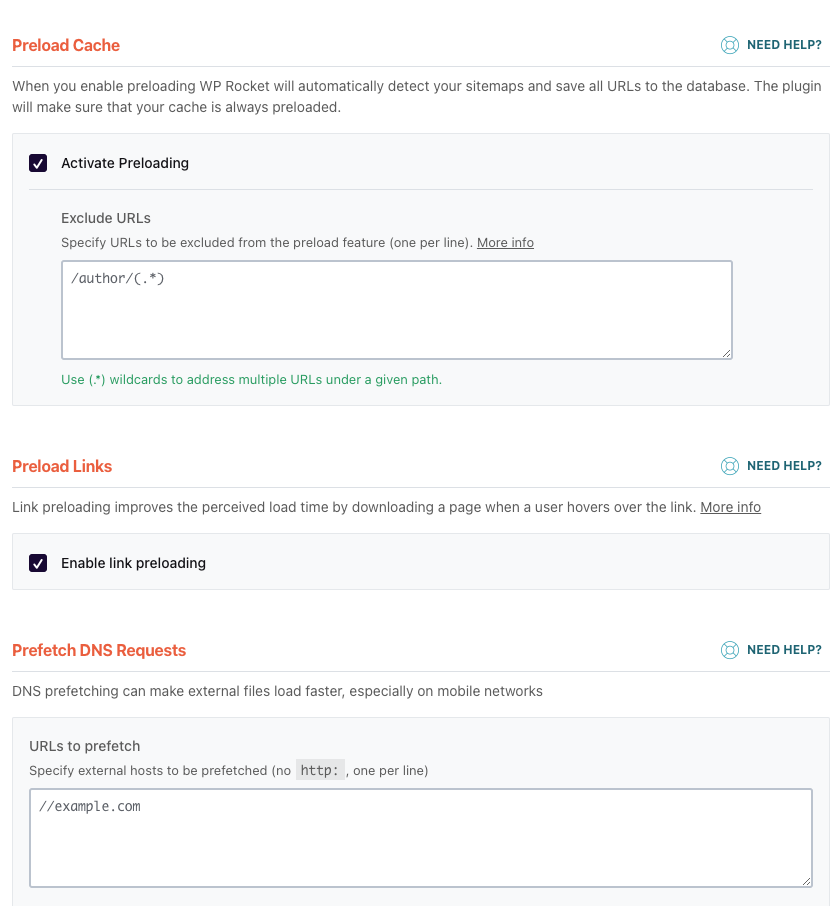 Preload Cache
NEED HELP?
When you enable preloading WP Rocket will automatically detect your sitemaps and save all URLs to the database. The plugin
will make sure that your cache is always preloaded.
Activate Preloading
Exclude URLs
Specify URLs to be excluded from the preload feature (one per line). More info
/author/(.*)
Use (.*) wildcards to address multiple URLs under a given path.
Preload Links
NEED HELP?
Link preloading improves the perceived load time by downloading a page when a user hovers over the link. More info
Enable link preloading
Prefetch DNS Requests
NEED HELP?
DNS prefetching can make external files load faster, especially on mobile networks
URLs to prefetch
Specify external hosts to be prefetched (no http: , one per line)
//example.com